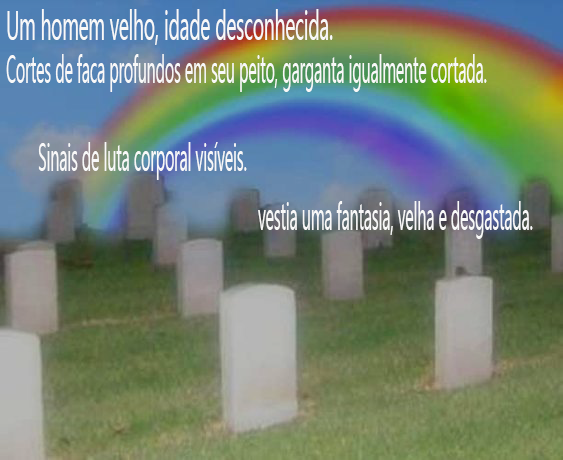 Um homem velho, idade desconhecida.
Cortes de faca profundos em seu peito, garganta igualmente cortada.
Sinais de luta corporal visíveis.
vestia uma fantasia, velha e desgastada.